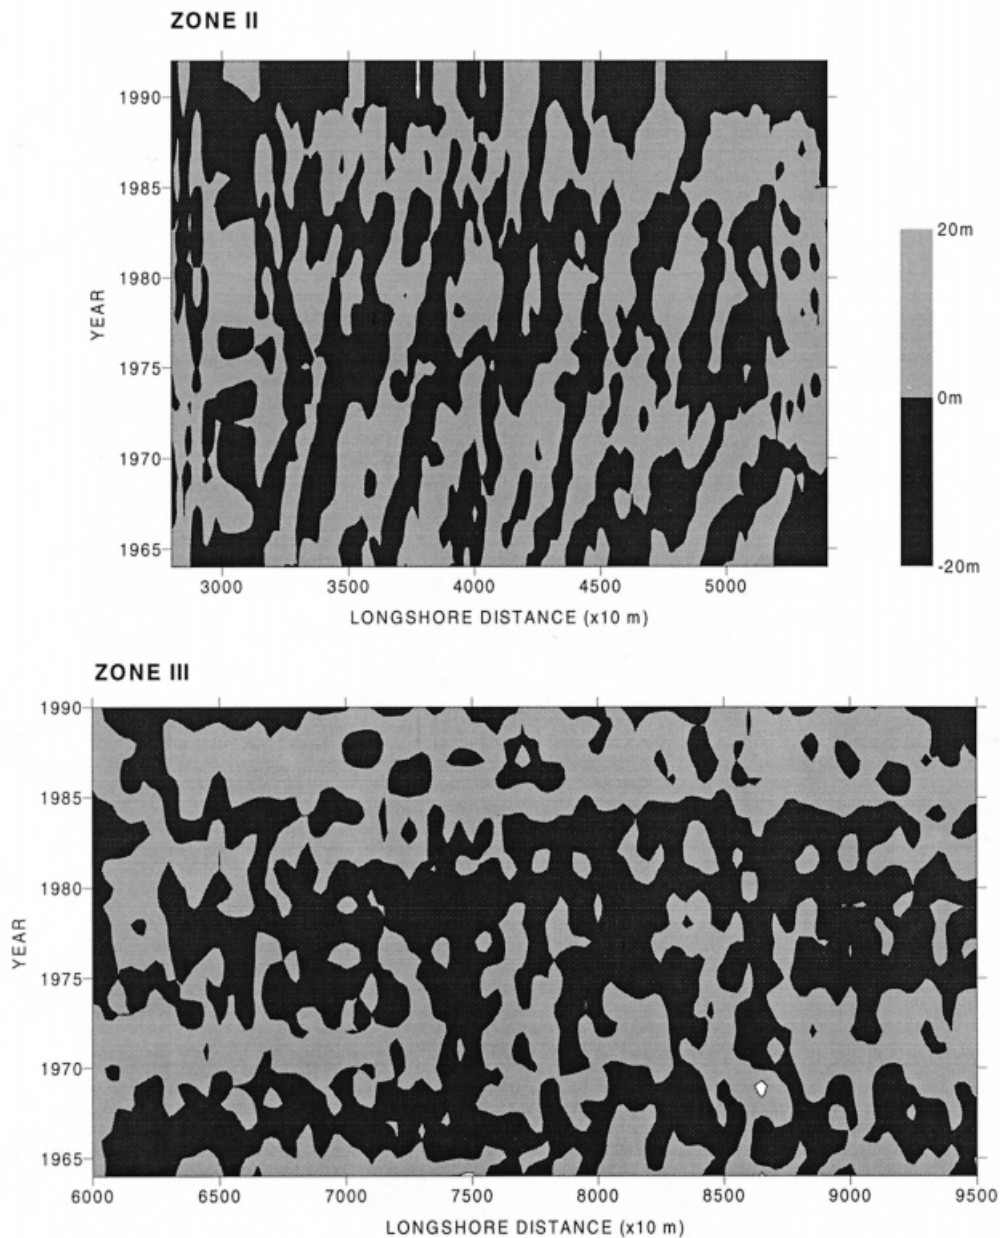 ZONE II
1990
1985
1980
1975
1970
1965
YEAR
3000 3500 4000 4500 5000
LONGSHORE DISTANCE (x10 m)
20m
0m
-20m
ZONE III
1990
1985
1980
1975
1970
1965
YEAR
6000 6500 7000 7500 8000 8500 9000 9500
LONGSHORE DISTANCE (x10 m)